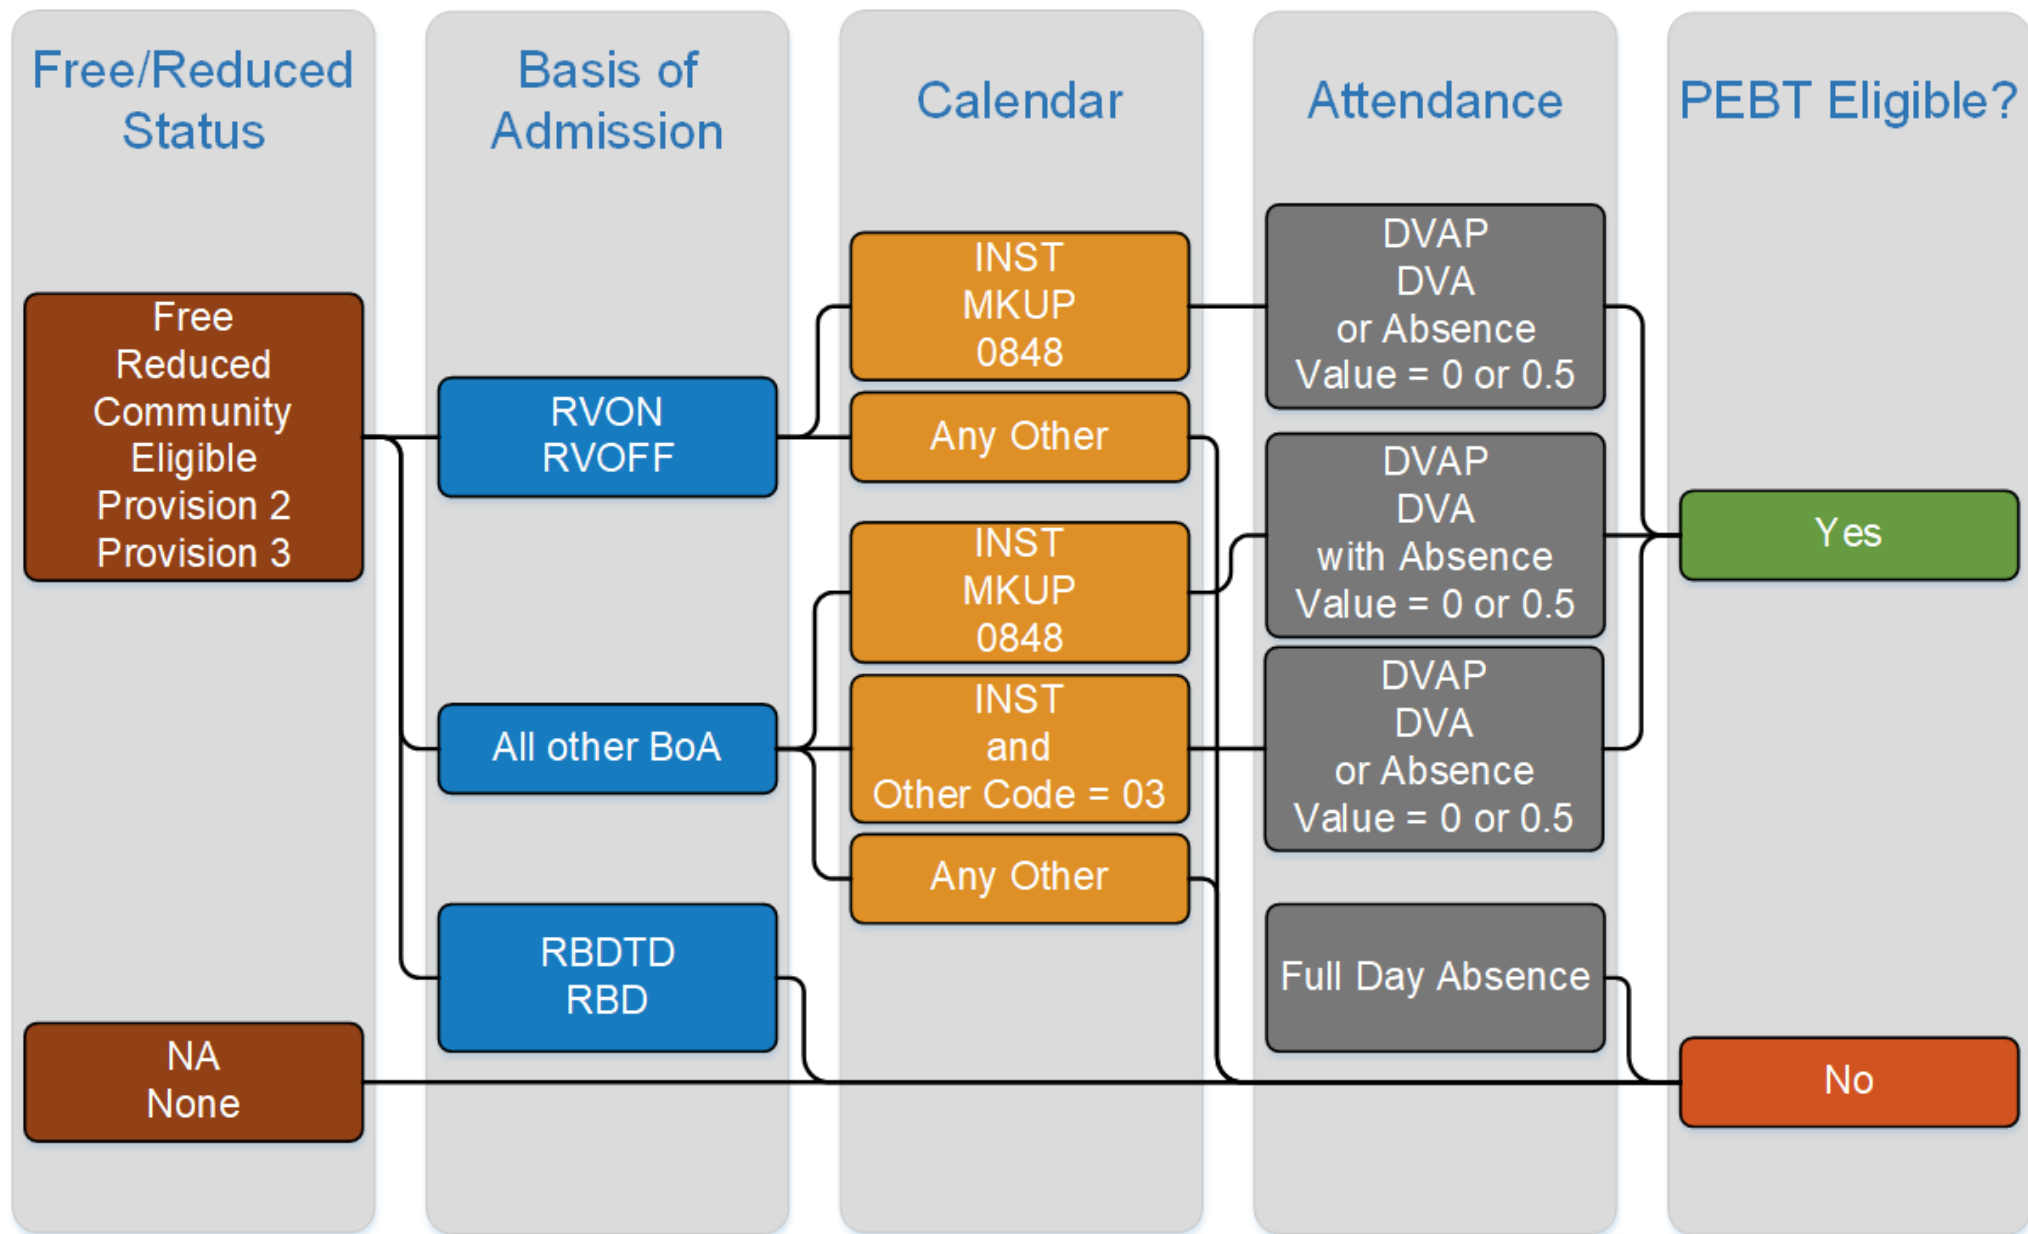 Free/Reduced
Status
Basis of
Admission
Calendar
Attendance
PEBT Eligible?
Free
Reduced
Community
Eligible
Provision 2
Provision 3
NA
None
RVON
RVOFF
All other BoA
RBDTD
RBD
INST
MKUP
0848
Any Other
INST
MKUP
0848
INST
and
Other Code = 03
Any Other
DVAP
DVA
or Absence
Value = 0 or 0.5
DVAP
DVA
with Absence
Value = 0 or 0.5
DVAP
DVA
or Absence
Value = 0 or 0.5
Full Day Absence
Yes
No